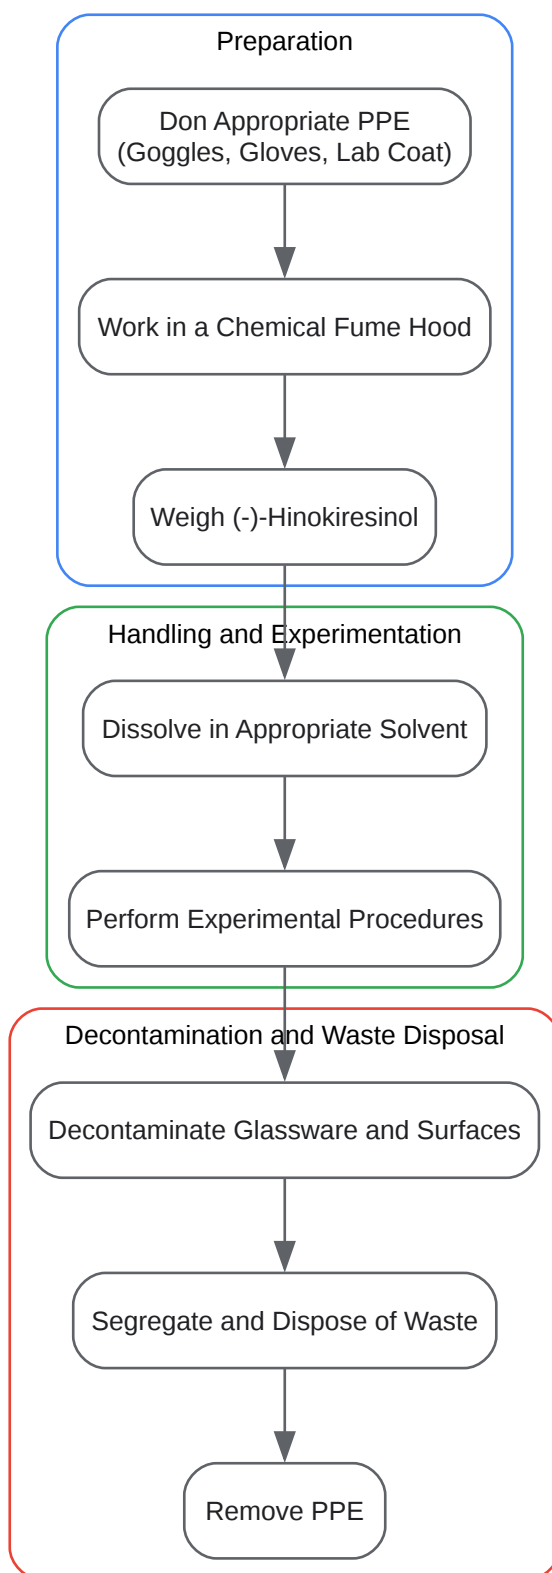 Preparation
Don Appropriate PPE
(Goggles, Gloves, Lab Coat)
Work in a Chemical Fume Hood
Weigh (-)-Hinokiresinol
Handling and Experimentation
Dissolve in Appropriate Solvent
Perform Experimental Procedures
Decontamination and Waste Disposal
Decontaminate Glassware and Surfaces
Segregate and Dispose of Waste
Remove PPE